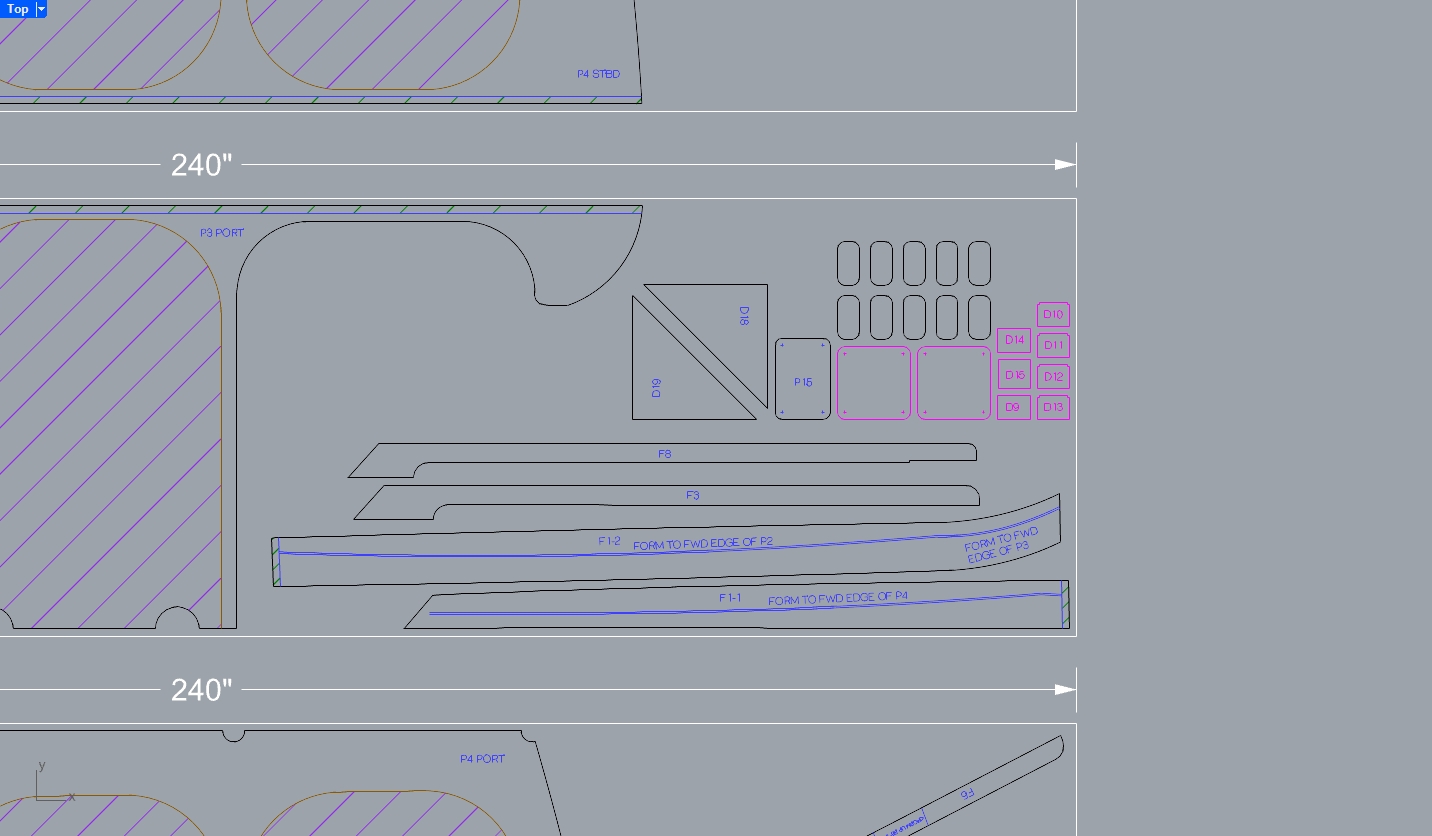 Top
P4 STBD
240"
P3 PORT
D18
D19
P15
D10
D14
D11
D15
D12
D9
D13
F8
F3
F1-2 FORM TO FWD EDGE OF P2
FORM TO FWD
EDGE OF P3
F1-1 FORM TO FWD EDGE OF P4
240"
P4 PORT
y
x
F6